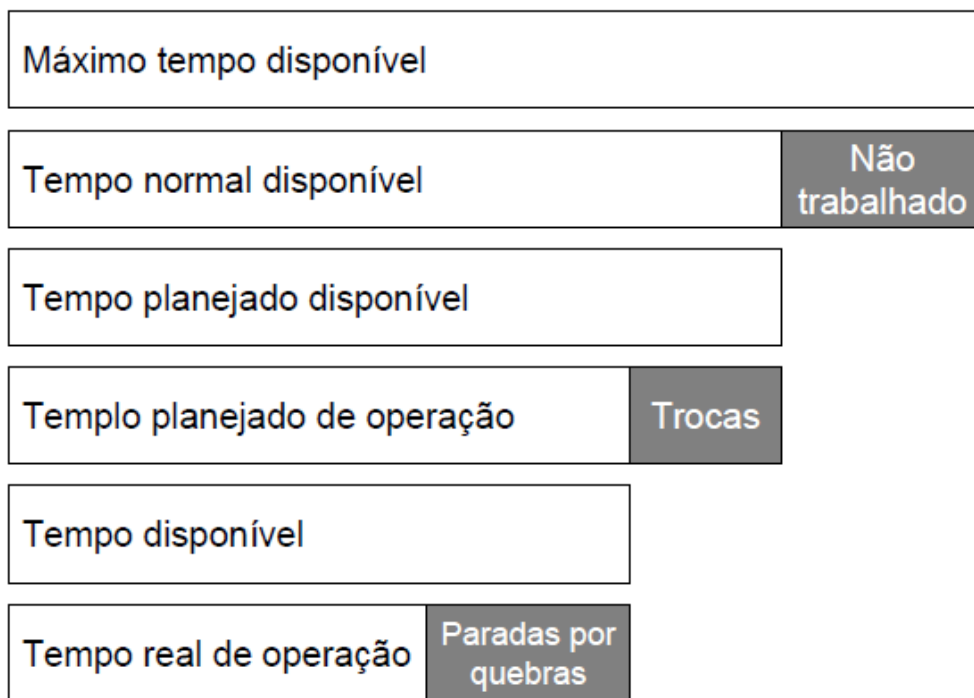 Máximo tempo disponível
Tempo normal disponível
Não
trabalhado
Tempo planejado disponível
Templo planejado de operação
Trocas
Tempo disponível
Tempo real de operação
Paradas por
quebras